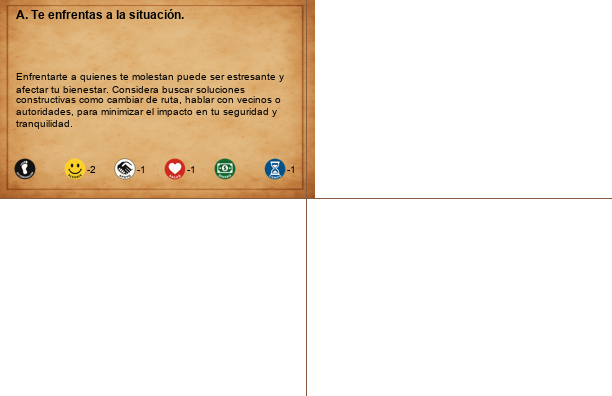 A. Te enfrentas a la situación.
Enfrentarte a quienes te molestan puede ser estresante y
afectar tu bienestar. Considera buscar soluciones
constructivas como cambiar de ruta, hablar con vecinos o
autoridades, para minimizar el impacto en tu seguridad y
tranquilidad.
-2 -1 -1 -1